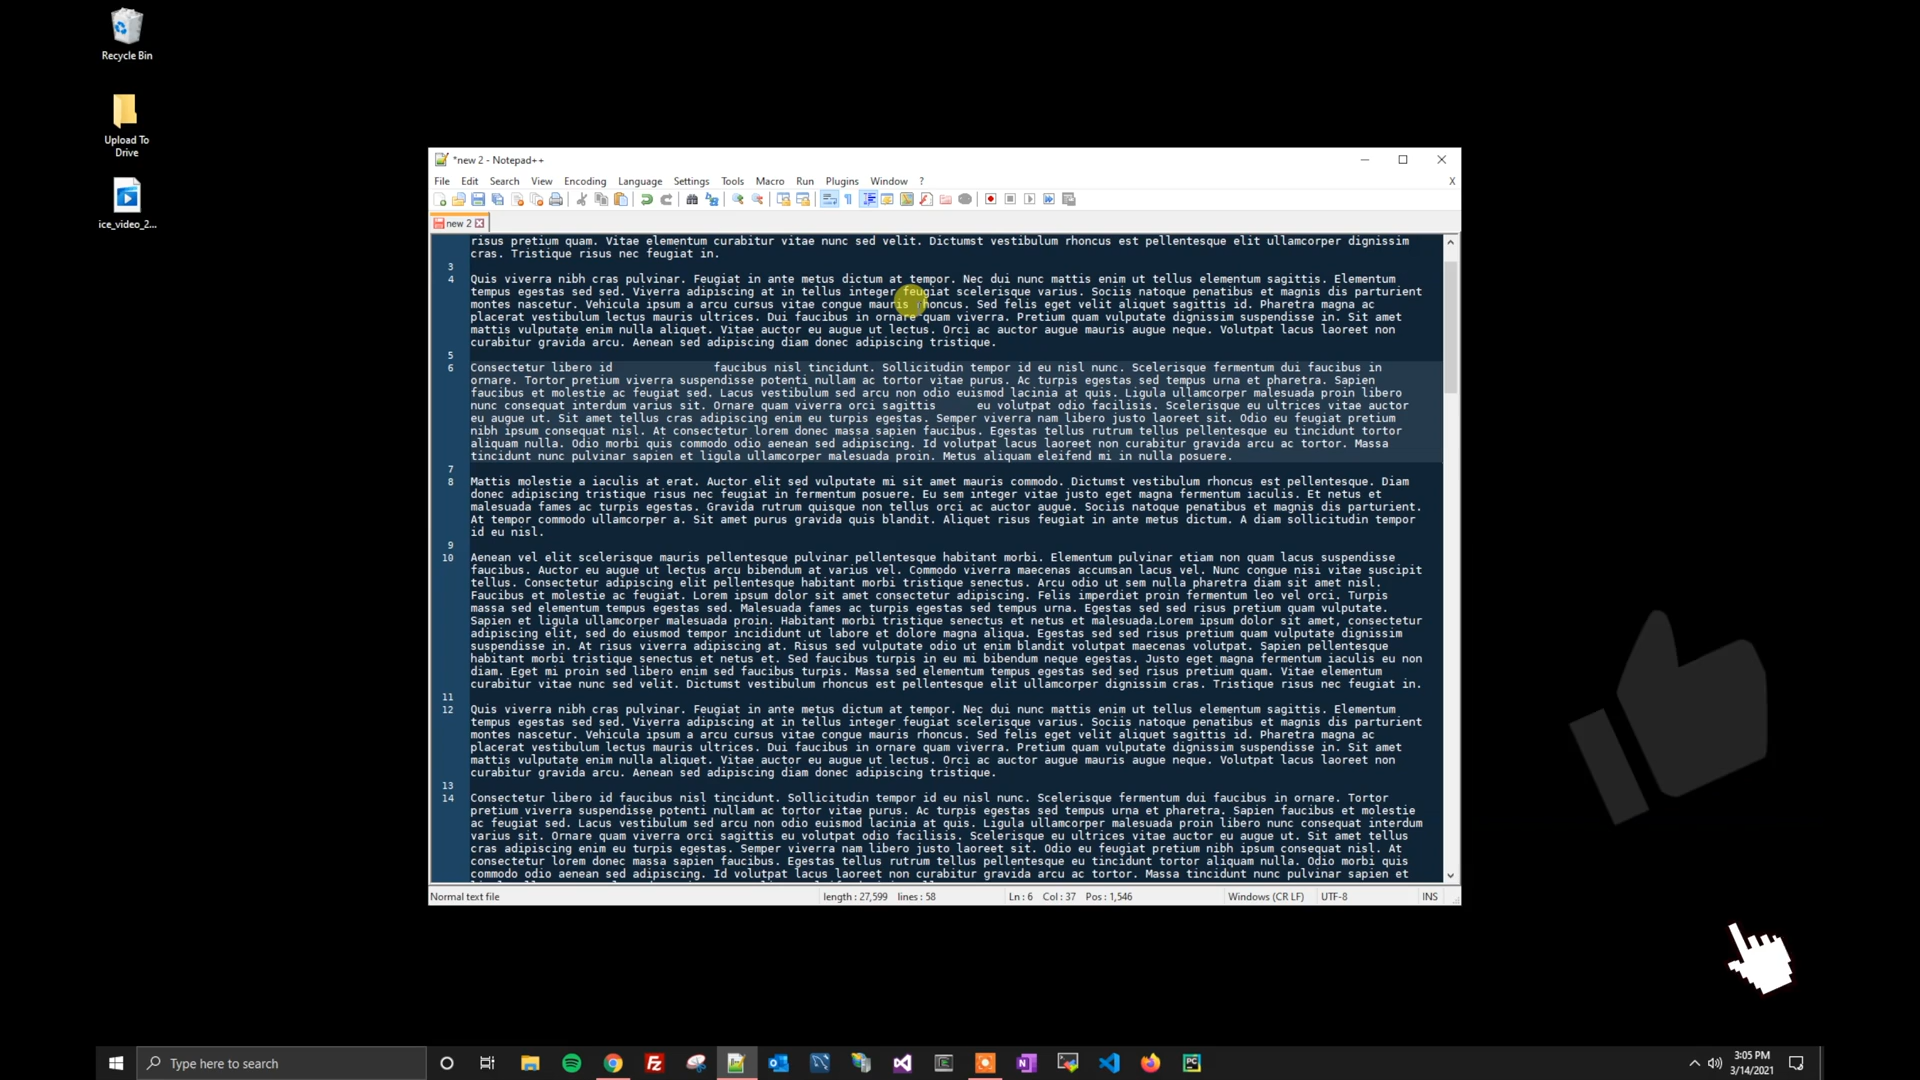 Recycle Bin
Upload To
Drive
ice_video_2...
*new 2 - Notepad++
File Edit Search View Encoding Language Settings Tools Macro Run Plugins Window ? X
new 2
risus pretium quam. Vitae elementum curabitur vitae nunc sed velit. Dictumst vestibulum rhoncus est pellentesque elit ullamcorper dignissim
cras. Tristique risus nec feugiat in.
3
4 Quis viverra nibh cras pulvinar. Feugiat in ante metus dictum at tempor. Nec dui nunc mattis enim ut tellus elementum sagittis. Elementum
tempus egestas sed sed. Viverra adipiscing at in tellus integer feugiat scelerisque varius. Sociis natoque penatibus et magnis dis parturient
montes nascetur. Vehicula ipsum a arcu cursus vitae congue mauris rhoncus. Sed felis eget velit aliquet sagittis id. Pharetra magna ac
placerat vestibulum lectus mauris ultrices. Dui faucibus in ornare quam viverra. Pretium quam vulputate dignissim suspendisse in. Sit amet
mattis vulputate enim nulla aliquet. Vitae auctor eu augue ut lectus. Orci ac auctor augue mauris augue neque. Volutpat lacus laoreet non
curabitur gravida arcu. Aenean sed adipiscing diam donec adipiscing tristique.
5
6 Consectetur libero id faucibus nisl tincidunt. Sollicitudin tempor id eu nisl nunc. Scelerisque fermentum dui faucibus in
ornare. Tortor pretium viverra suspendisse potenti nullam ac tortor vitae purus. Ac turpis egestas sed tempus urna et pharetra. Sapien
faucibus et molestie ac feugiat sed. Lacus vestibulum sed arcu non odio euismod lacinia at quis. Ligula ullamcorper malesuada proin libero
nunc consequat interdum varius sit. Ornare quam viverra orci sagittis eu volutpat odio facilisis. Scelerisque eu ultrices vitae auctor
eu augue ut. Sit amet tellus cras adipiscing enim eu turpis egestas. Semper viverra nam libero justo laoreet sit. Odio eu feugiat pretium
nibh ipsum consequat nisl. At consectetur lorem donec massa sapien faucibus. Egestas tellus rutrum tellus pellentesque eu tincidunt tortor
aliquam nulla. Odio morbi quis commodo odio aenean sed adipiscing. Id volutpat lacus laoreet non curabitur gravida arcu ac tortor. Massa
tincidunt nunc pulvinar sapien et ligula ullamcorper malesuada proin. Metus aliquam eleifend mi in nulla posuere.
7
8 Mattis molestie a iaculis at erat. Auctor elit sed vulputate mi sit amet mauris commodo. Dictumst vestibulum rhoncus est pellentesque. Diam
donec adipiscing tristique risus nec feugiat in fermentum posuere. Eu sem integer vitae justo eget magna fermentum iaculis. Et netus et
malesuada fames ac turpis egestas. Gravida rutrum quisque non tellus orci ac auctor augue. Sociis natoque penatibus et magnis dis parturient.
At tempor commodo ullamcorper a. Sit amet purus gravida quis blandit. Aliquet risus feugiat in ante metus dictum. A diam sollicitudin tempor
id eu nisl.
9
10 Aenean vel elit scelerisque mauris pellentesque pulvinar pellentesque habitant morbi. Elementum pulvinar etiam non quam lacus suspendisse
faucibus. Auctor eu augue ut lectus arcu bibendum at varius vel. Commodo viverra maecenas accumsan lacus vel. Nunc congue nisi vitae suscipit
tellus. Consectetur adipiscing elit pellentesque habitant morbi tristique senectus. Arcu odio ut sem nulla pharetra diam sit amet nisl.
Faucibus et molestie ac feugiat. Lorem ipsum dolor sit amet consectetur adipiscing. Felis imperdiet proin fermentum leo vel orci. Turpis
massa sed elementum tempus egestas sed. Malesuada fames ac turpis egestas sed tempus urna. Egestas sed sed risus pretium quam vulputate.
Sapien et ligula ullamcorper malesuada proin. Habitant morbi tristique senectus et netus et malesuada.Lorem ipsum dolor sit amet, consectetur
adipiscing elit, sed do eiusmod tempor incididunt ut labore et dolore magna aliqua. Egestas sed sed risus pretium quam vulputate dignissim
suspendisse in. At risus viverra adipiscing at. Risus sed vulputate odio ut enim blandit volutpat maecenas volutpat. Sapien pellentesque
habitant morbi tristique senectus et netus et. Sed faucibus turpis in eu mi bibendum neque egestas. Justo eget magna fermentum iaculis eu non
diam. Eget mi proin sed libero enim sed faucibus turpis. Massa sed elementum tempus egestas sed sed risus pretium quam. Vitae elementum
curabitur vitae nunc sed velit. Dictumst vestibulum rhoncus est pellentesque elit ullamcorper dignissim cras. Tristique risus nec feugiat in.
11
12 Quis viverra nibh cras pulvinar. Feugiat in ante metus dictum at tempor. Nec dui nunc mattis enim ut tellus elementum sagittis. Elementum
tempus egestas sed sed. Viverra adipiscing at in tellus integer feugiat scelerisque varius. Sociis natoque penatibus et magnis dis parturient
montes nascetur. Vehicula ipsum a arcu cursus vitae congue mauris rhoncus. Sed felis eget velit aliquet sagittis id. Pharetra magna ac
placerat vestibulum lectus mauris ultrices. Dui faucibus in ornare quam viverra. Pretium quam vulputate dignissim suspendisse in. Sit amet
mattis vulputate enim nulla aliquet. Vitae auctor eu augue ut lectus. Orci ac auctor augue mauris augue neque. Volutpat lacus laoreet non
curabitur gravida arcu. Aenean sed adipiscing diam donec adipiscing tristique.
13
14 Consectetur libero id faucibus nisl tincidunt. Sollicitudin tempor id eu nisl nunc. Scelerisque fermentum dui faucibus in ornare. Tortor
pretium viverra suspendisse potenti nullam ac tortor vitae purus. Ac turpis egestas sed tempus urna et pharetra. Sapien faucibus et molestie
ac feugiat sed. Lacus vestibulum sed arcu non odio euismod lacinia at quis. Ligula ullamcorper malesuada proin libero nunc consequat interdum
varius sit. Ornare quam viverra orci sagittis eu volutpat odio facilisis. Scelerisque eu ultrices vitae auctor eu augue ut. Sit amet tellus
cras adipiscing enim eu turpis egestas. Semper viverra nam libero justo laoreet sit. Odio eu feugiat pretium nibh ipsum consequat nisl. At
consectetur lorem donec massa sapien faucibus. Egestas tellus rutrum tellus pellentesque eu tincidunt tortor aliquam nulla. Odio morbi quis
commodo odio aenean sed adipiscing. Id volutpat lacus laoreet non curabitur gravida arcu ac tortor. Massa tincidunt nunc pulvinar sapien et
Normal text file length : 27,599 lines : 58 Ln : 6 Col : 37 Pos : 1,546 Windows (CR LF) UTF-8 INS
Type here to search
3:05 PM
3/14/2021